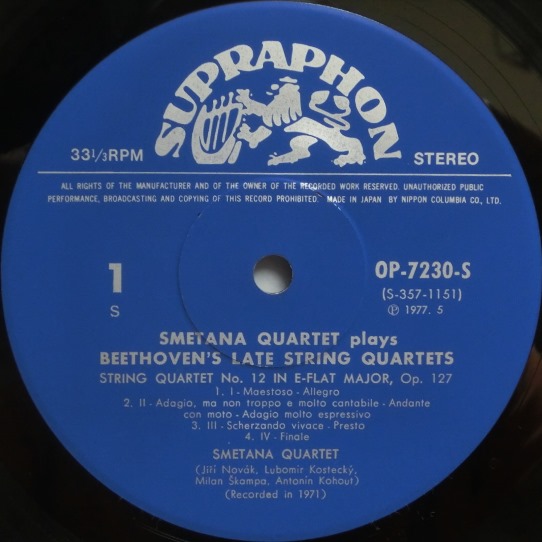 SUPRAPHON
33⅓RPM
STEREO
ALL RIGHTS OF THE MANUFACTURER AND OF THE OWNER OF THE RECORDED WORK RESERVED. UNAUTHORIZED PUBLIC
PERFORMANCE, BROADCASTING AND COPYING OF THIS RECORD PROHIBITED. MADE IN JAPAN BY NIPPON COLUMBIA CO., LTD.
1
S
OP-7230-S
(S-357-1151)
Ⓟ 1977. 5
SMETANA QUARTET plays
BEETHOVEN'S LATE STRING QUARTETS
STRING QUARTET No. 12 IN E-FLAT MAJOR, Op. 127
1. I - Maestoso - Allegro
2. II - Adagio, ma non troppo e molto cantabile - Andante
con moto - Adagio molto espressivo
3. III - Scherzando vivace - Presto
4. IV - Finale
SMETANA QUARTET
(Jiří Novák, Lubomír Kostecký,
Milan Škampa, Antonín Kohout)
(Recorded in 1971)